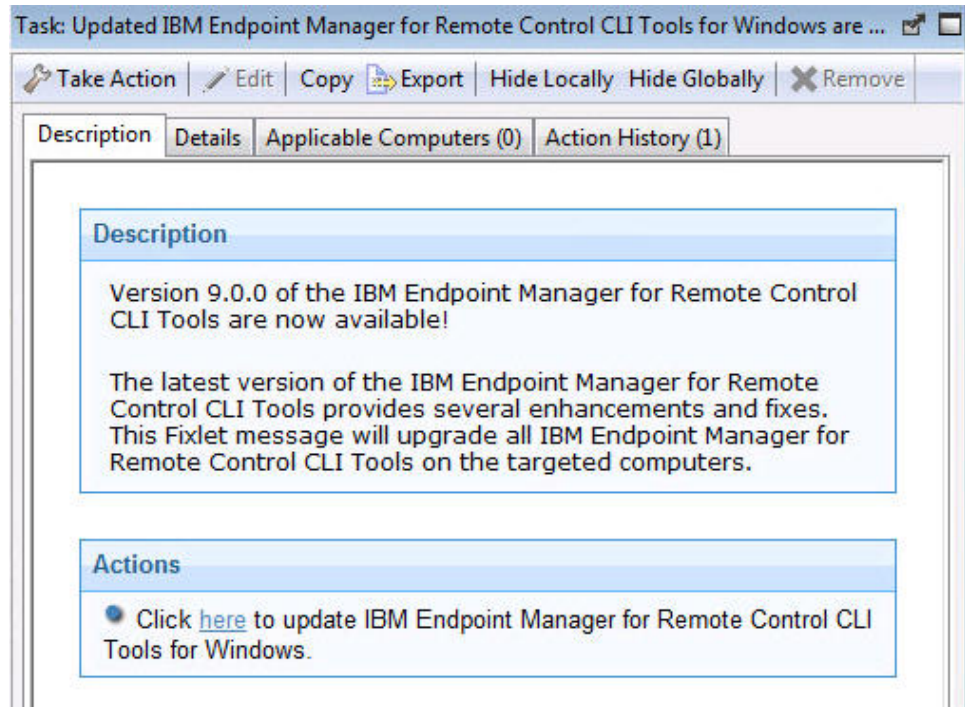 Task: Updated IBM Endpoint Manager for Remote Control CLI Tools for Windows are ...
Take Action Edit Copy Export Hide Locally Hide Globally Remove
Description Details Applicable Computers (0) Action History (1)
Description
Version 9.0.0 of the IBM Endpoint Manager for Remote Control
CLI Tools are now available!
The latest version of the IBM Endpoint Manager for Remote
Control CLI Tools provides several enhancements and fixes.
This Fixlet message will upgrade all IBM Endpoint Manager for
Remote Control CLI Tools on the targeted computers.
Actions
Click here to update IBM Endpoint Manager for Remote Control CLI
Tools for Windows.